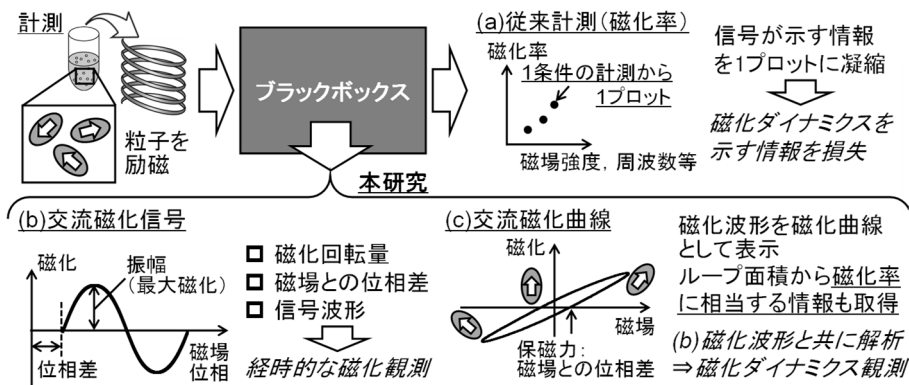 計測
粒子を
励磁
ブラックボックス
(a)従来計測(磁化率)
磁化率
1条件の計測から
1プロット
磁場強度, 周波数等
信号が示す情報
を1プロットに凝縮
磁化ダイナミクスを
示す情報を損失
本研究
(b)交流磁化信号
磁化
振幅
(最大磁化)
位相差
磁場
位相
磁化回転量
磁場との位相差
信号波形
経時的な磁化観測
(c)交流磁化曲線
磁化
磁場
保磁力:
磁場との位相差
磁化波形を磁化曲線
として表示
ループ面積から磁化率
に相当する情報も取得
(b)磁化波形と共に解析
⇒磁化ダイナミクス観測